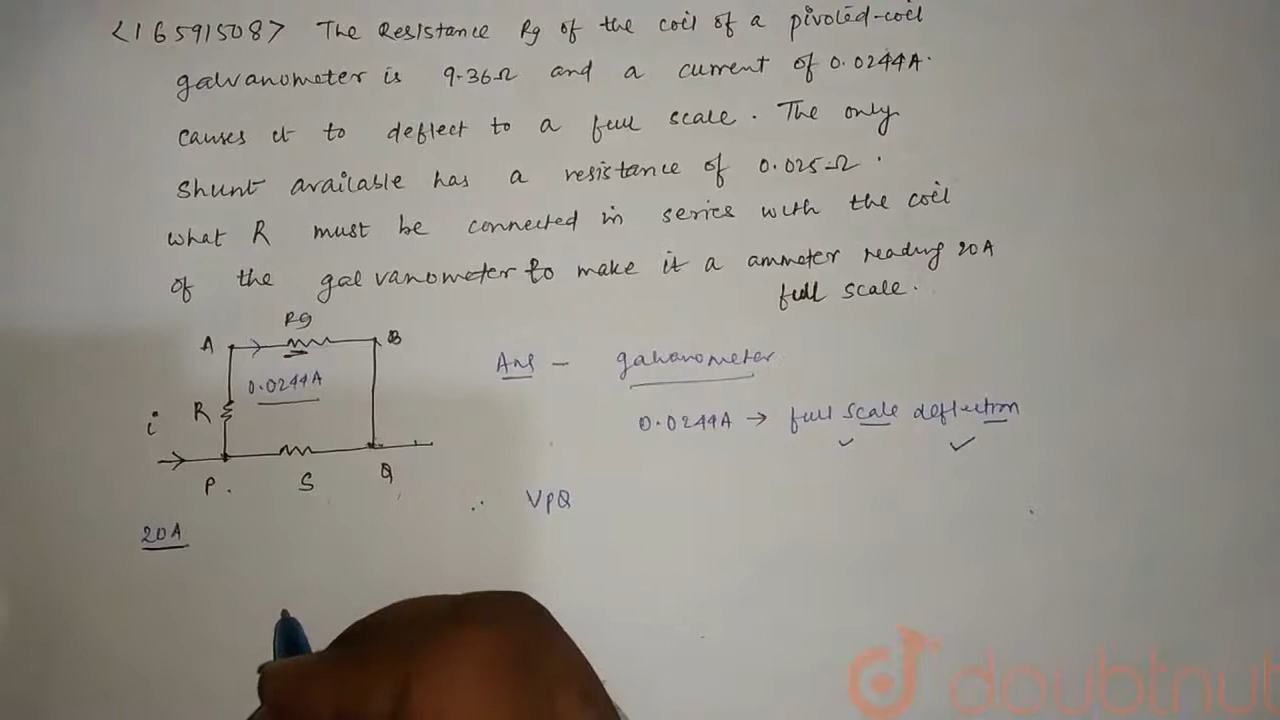 <165915087> The Resistance Rg of the coil of a pivoted-coil
galvanometer is 9.36Ω and a current of 0.0244A.
causes it to deflect to a full scale. The only
shunt available has a resistance of 0.025Ω.
what R must be connected in series with the coil
of the galvanometer to make it a ammeter reading 20A
full scale.
Rg
A B
Ans - galvanometer
0.0244A
R
0.0244A → full scale deflection
i
P. S Q
∴ VPQ
20A
doubtnut